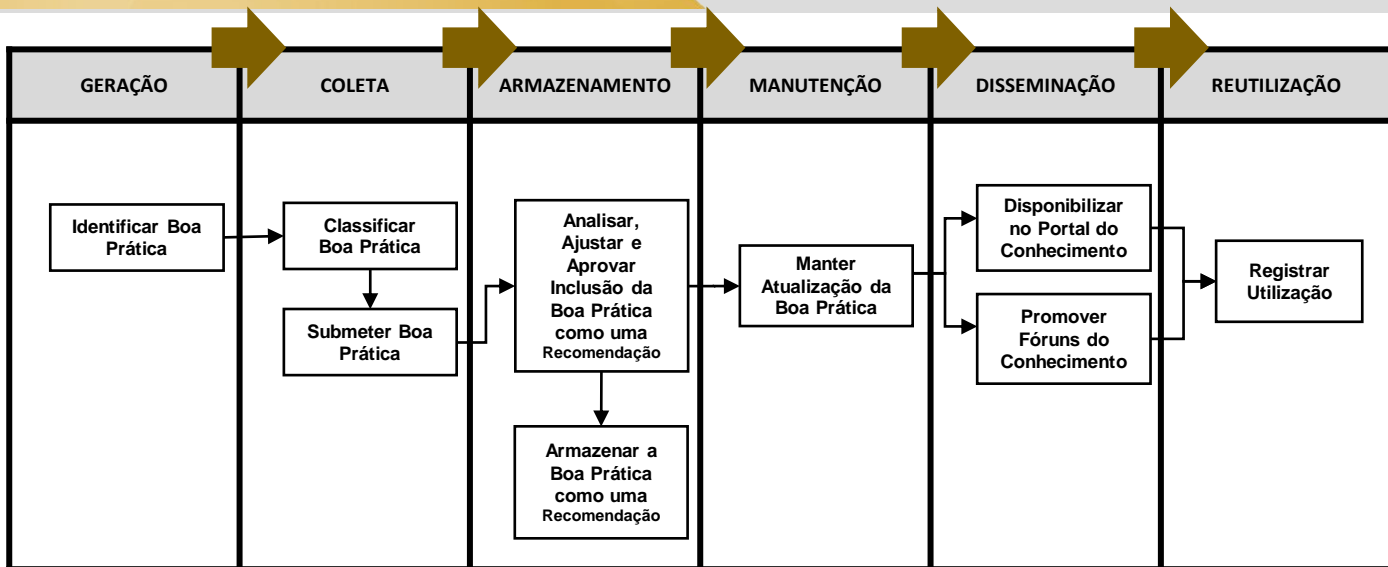 GERAÇÃO
COLETA
ARMAZENAMENTO
MANUTENÇÃO
DISSEMINAÇÃO
REUTILIZAÇÃO
Identificar Boa
Prática
Classificar
Boa Prática
Submeter Boa
Prática
Analisar,
Ajustar e
Aprovar
Inclusão da
Boa Prática
como uma
Recomendação
Armazenar a
Boa Prática
como uma
Recomendação
Manter
Atualização da
Boa Prática
Disponibilizar
no Portal do
Conhecimento
Promover
Fóruns do
Conhecimento
Registrar
Utilização